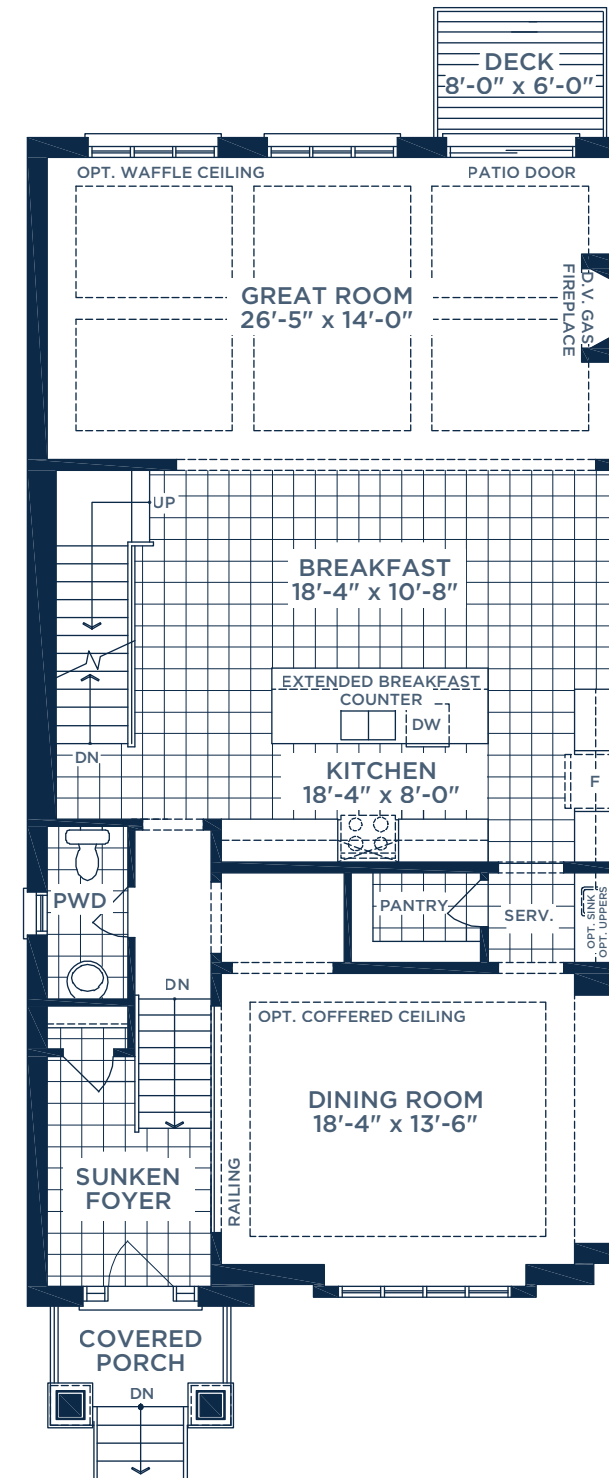 DECK
8'-0" x 6'-0"
OPT. WAFFLE CEILING
PATIO DOOR
GREAT ROOM
26'-5" x 14'-0"
D.V. GAS
FIREPLACE
UP
BREAKFAST
18'-4" x 10'-8"
EXTENDED BREAKFAST
COUNTER
DW
DN
KITCHEN
18'-4" x 8'-0"
F
PWD
PANTRY
SERV.
OPT. SINK
OPT. UPPERS
DN
OPT. COFFERED CEILING
DINING ROOM
18'-4" x 13'-6"
RAILING
SUNKEN
FOYER
COVERED
PORCH
DN